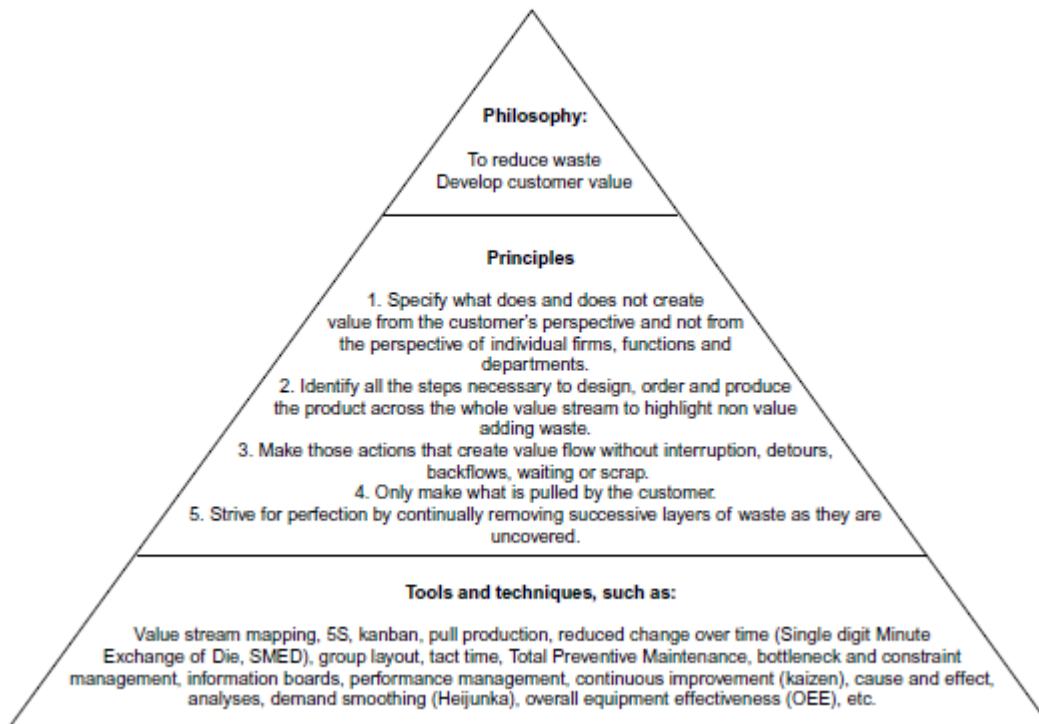 Philosophy:
To reduce waste
Develop customer value
Principles
1. Specify what does and does not create
value from the customer's perspective and not from
the perspective of individual firms, functions and
departments.
2. Identify all the steps necessary to design, order and produce
the product across the whole value stream to highlight non value
adding waste.
3. Make those actions that create value flow without interruption, detours,
backflows, waiting or scrap.
4. Only make what is pulled by the customer.
5. Strive for perfection by continually removing successive layers of waste as they are
uncovered.
Tools and techniques, such as:
Value stream mapping, 5S, kanban, pull production, reduced change over time (Single digit Minute
Exchange of Die, SMED), group layout, tact time, Total Preventive Maintenance, bottleneck and constraint
management, information boards, performance management, continuous improvement (kaizen), cause and effect,
analyses, demand smoothing (Heijunka), overall equipment effectiveness (OEE), etc.